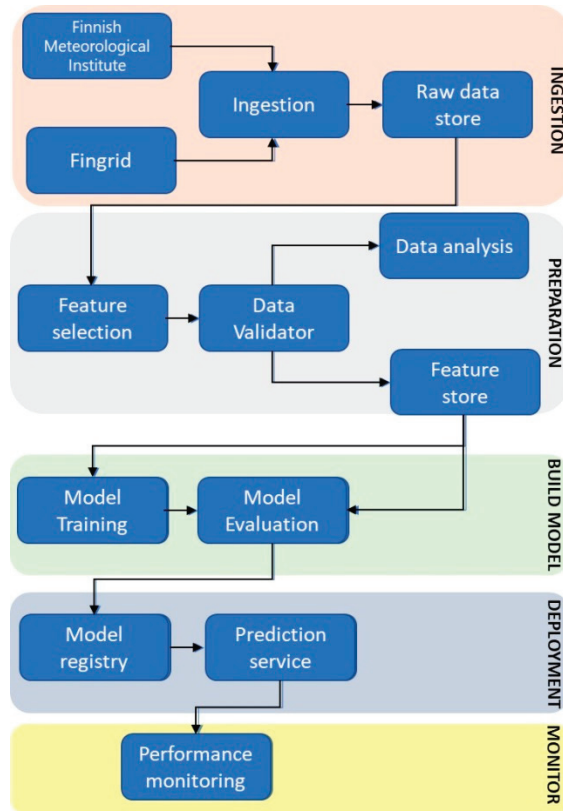 Finnish
Meteorological
Institute
Ingestion
Raw data
store
Fingrid
INGESTION
Data analysis
Feature
selection
Data
Validator
Feature
store
PREPARATION
Model
Training
Model
Evaluation
BUILD MODEL
Model
registry
Prediction
service
DEPLOYMENT
Performance
monitoring
MONITOR